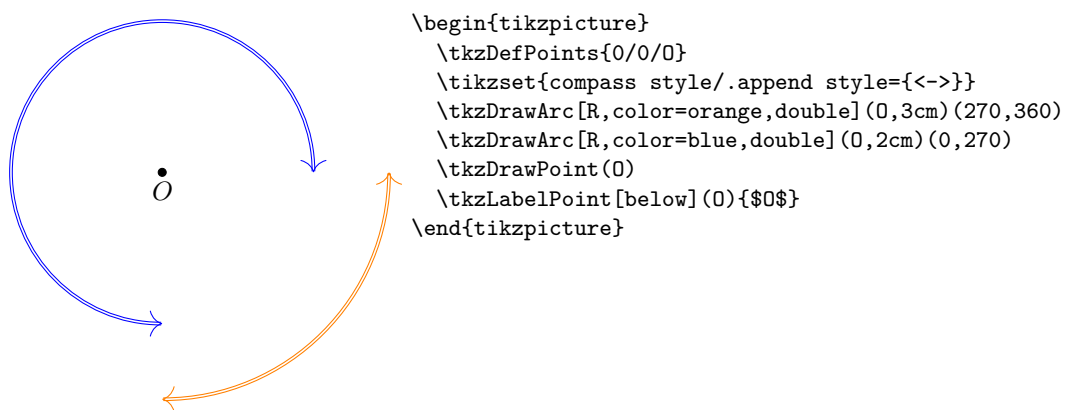 \begin{tikzpicture}
  \tkzDefPoints{0/0/O}
  \tikzset{compass style/.append style={<->}}
  \tkzDrawArc[R,color=orange,double](O,3cm)(270,360)
  \tkzDrawArc[R,color=blue,double](O,2cm)(0,270)
  \tkzDrawPoint(O)
  \tkzLabelPoint[below](O){$O$}
\end{tikzpicture}
O